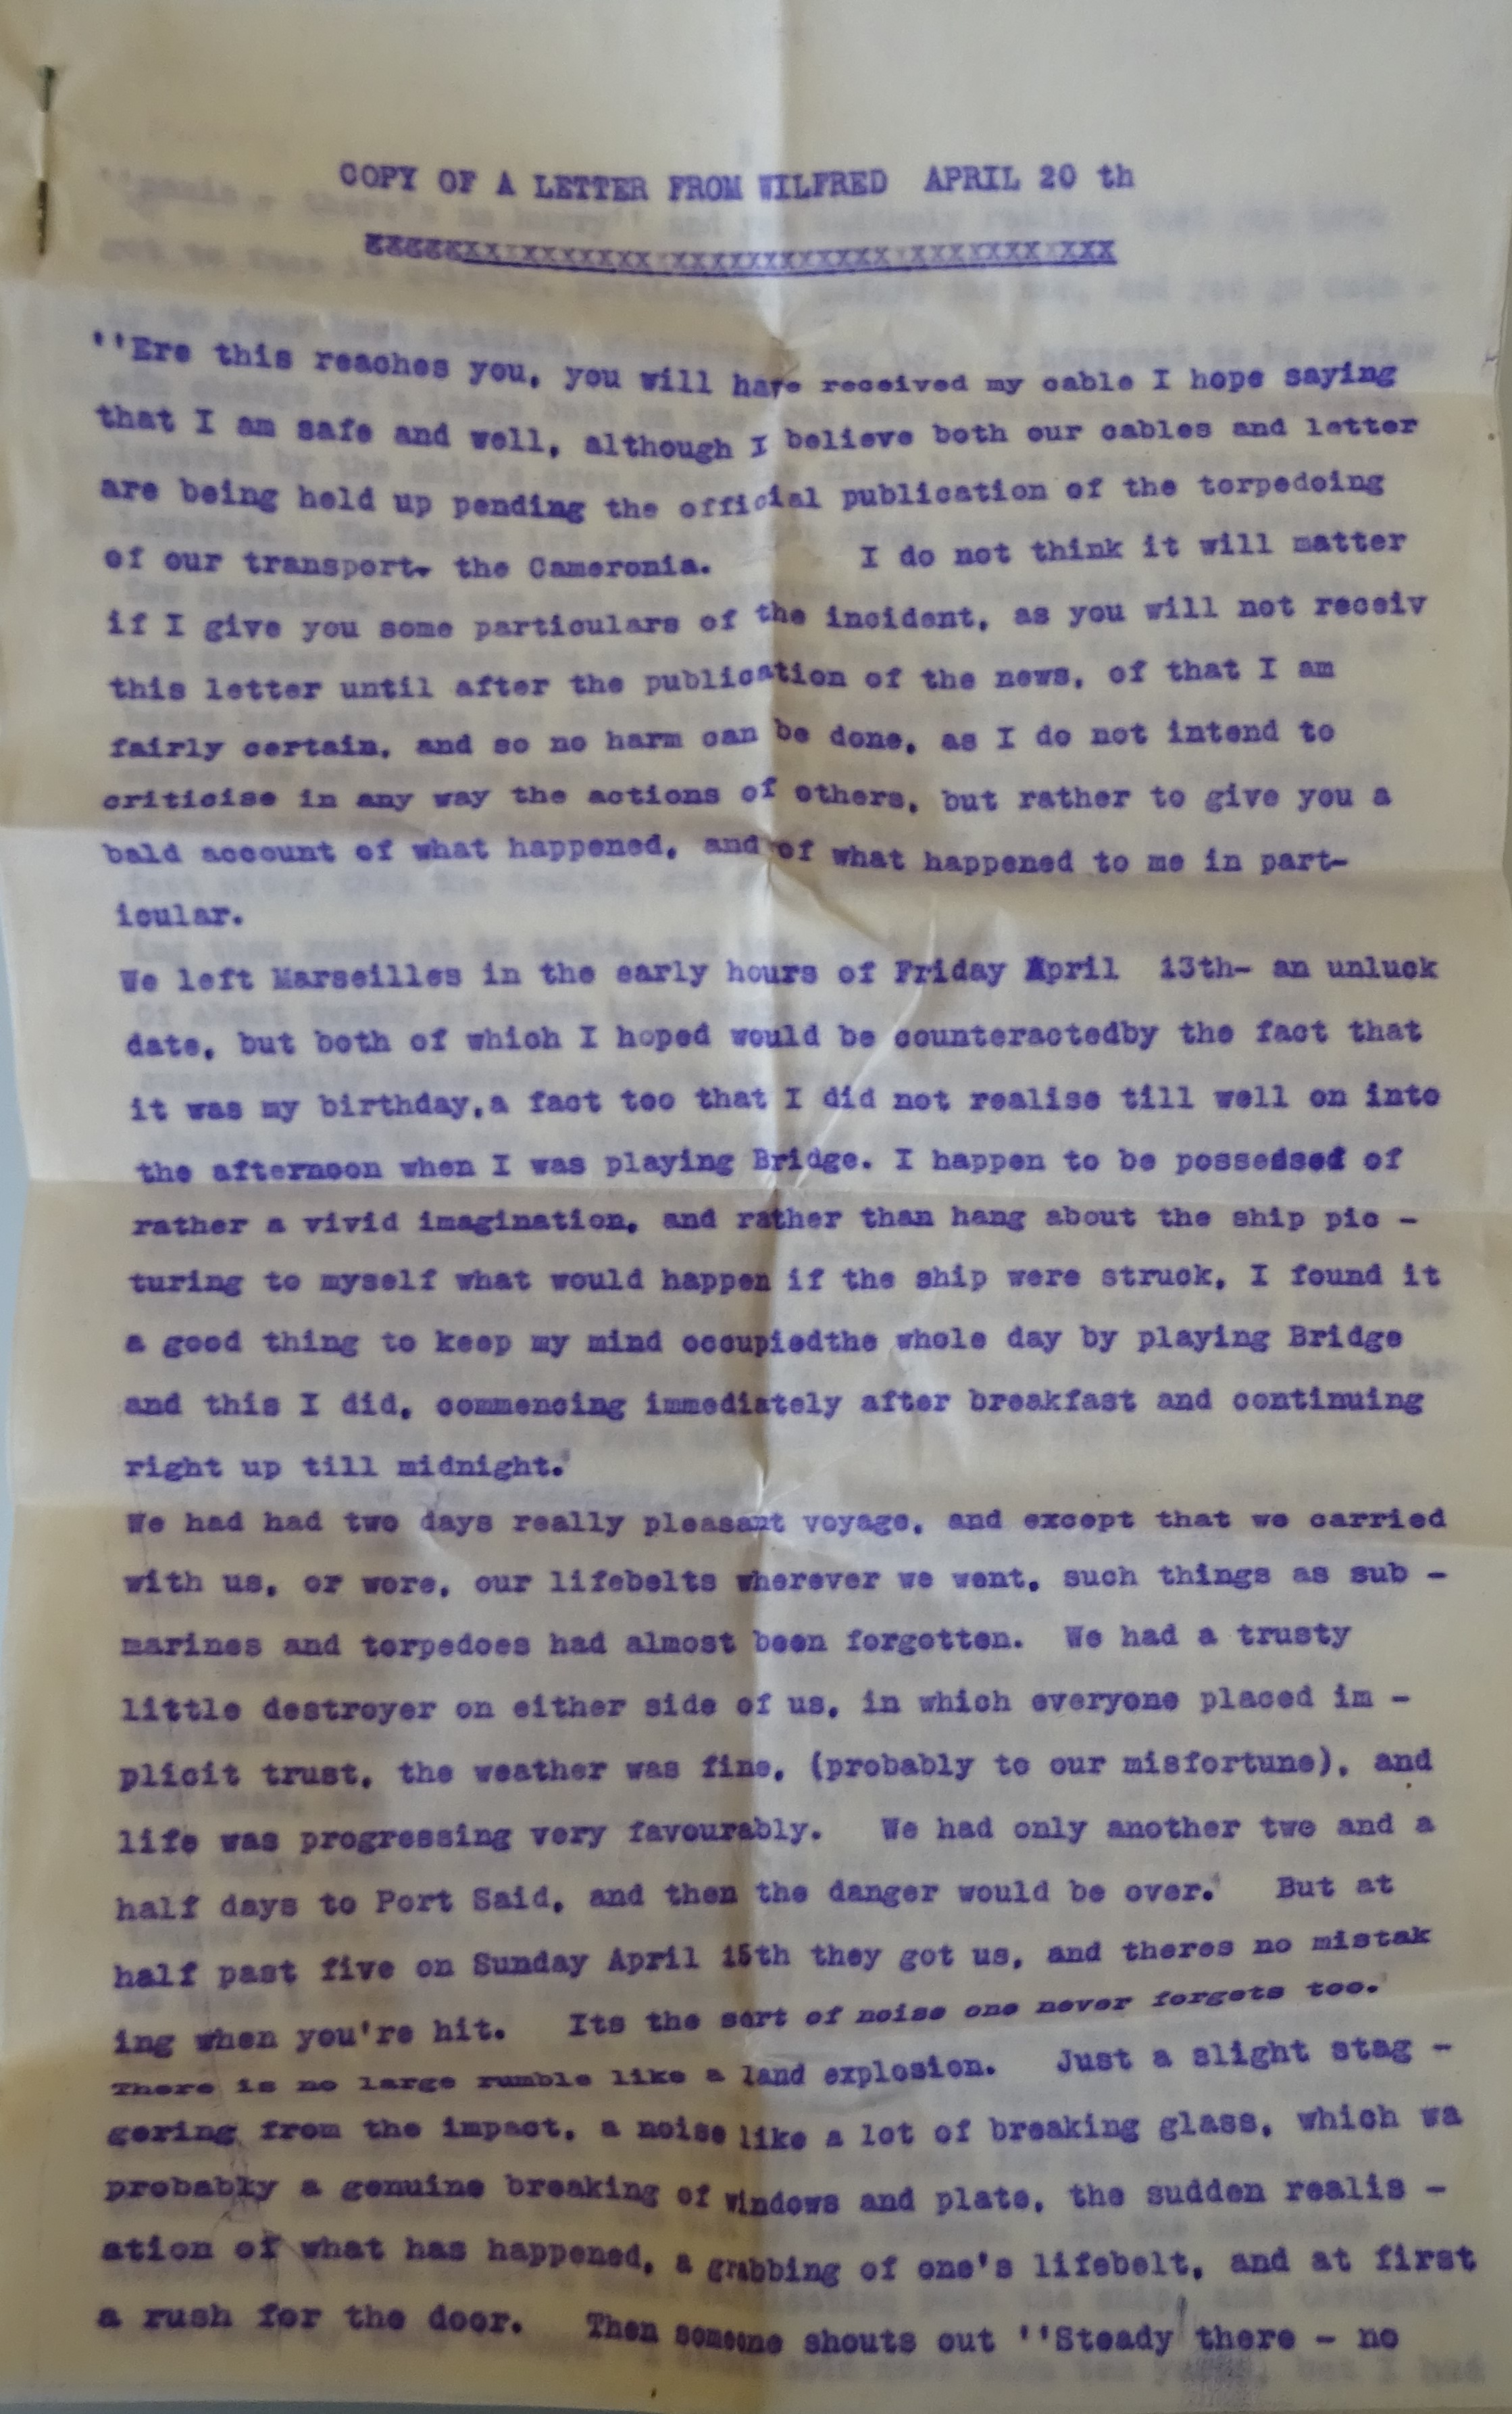 COPY OF A LETTER FROM WILFRED APRIL 20 th
xxxxxxxxxxxxxxxxxxxxxxxxxxxxxxxxxxxxxxx
''Ere this reaches you, you will have received my cable I hope saying
that I am safe and well, although I believe both our cables and letter
are being held up pending the official publication of the torpedoing
of our transport- the Cameronia. I do not think it will matter
if I give you some particulars of the incident, as you will not receiv
this letter until after the publication of the news, of that I am
fairly certain, and so no harm can be done, as I do not intend to
criticise in any way the actions of others, but rather to give you a
bald account of what happened, and of what happened to me in part-
icular.
We left Marseilles in the early hours of Friday April 13th- an unluck
date, but both of which I hoped would be counteractedby the fact that
it was my birthday,a fact too that I did not realise till well on into
the afternoon when I was playing Bridge. I happen to be possedsed of
rather a vivid imagination, and rather than hang about the ship pic -
turing to myself what would happen if the ship were struck, I found it
a good thing to keep my mind occupiedthe whole day by playing Bridge
and this I did, commencing immediately after breakfast and continuing
right up till midnight.
We had had two days really pleasant voyage, and except that we carried
with us, or wore, our lifebelts wherever we went, such things as sub -
marines and torpedoes had almost been forgotten. We had a trusty
little destroyer on either side of us, in which everyone placed im -
plicit trust, the weather was fine, (probably to our misfortune), and
life was progressing very favourably. We had only another two and a
half days to Port Said, and then the danger would be over. But at
half past five on Sunday April 15th they got us, and theres no mistak
ing when you're hit. Its the sort of noise one never forgets too.
There is no large rumble like a land explosion. Just a slight stag -
gering from the impact, a noise like a lot of breaking glass, which wa
probably a genuine breaking of windows and plate, the sudden realis -
ation of what has happened, a grabbing of one's lifebelt, and at first
a rush for the door. Then someone shouts out ''Steady there - no